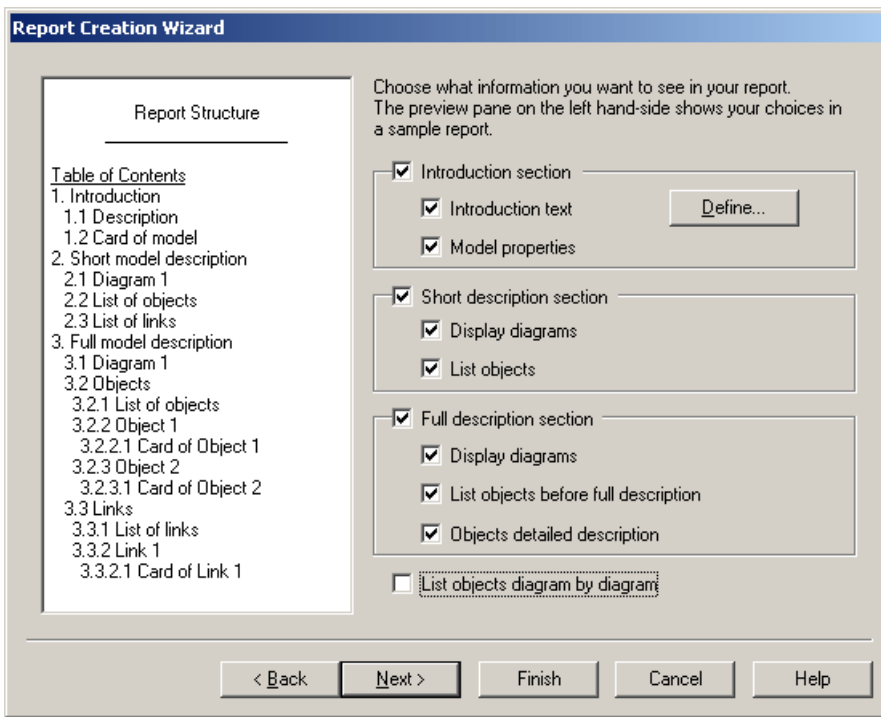 Report Creation Wizard
Report Structure
Table of Contents
1. Introduction
1.1 Description
1.2 Card of model
2. Short model description
2.1 Diagram 1
2.2 List of objects
2.3 List of links
3. Full model description
3.1 Diagram 1
3.2 Objects
3.2.1 List of objects
3.2.2 Object 1
3.2.2.1 Card of Object 1
3.2.3 Object 2
3.2.3.1 Card of Object 2
3.3 Links
3.3.1 List of links
3.3.2 Link 1
3.3.2.1 Card of Link 1
Choose what information you want to see in your report.
The preview pane on the left hand-side shows your choices in
a sample report.
Introduction section
Introduction text
Define...
Model properties
Short description section
Display diagrams
List objects
Full description section
Display diagrams
List objects before full description
Objects detailed description
List objects diagram by diagram
< Back
Next >
Finish
Cancel
Help